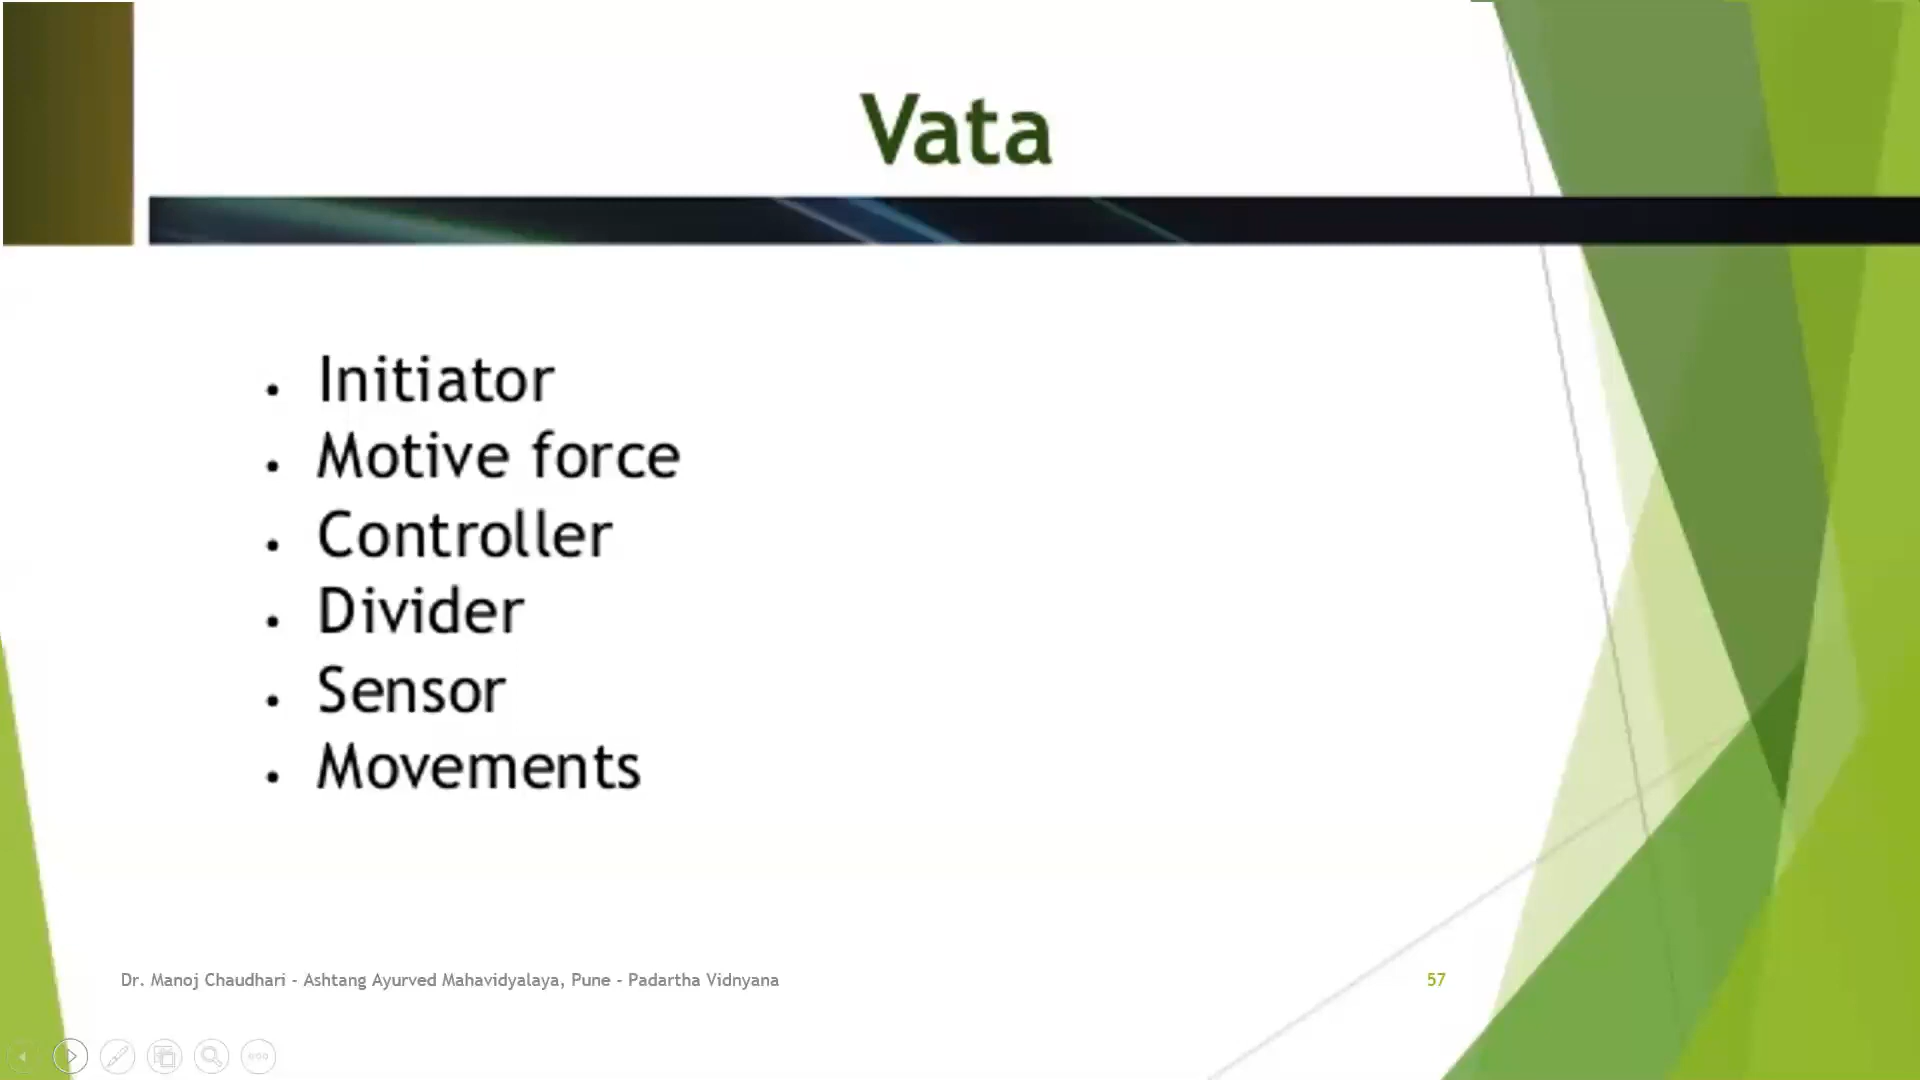 Vata
• Initiator
• Motive force
• Controller
• Divider
• Sensor
• Movements
Dr. Manoj Chaudhari - Ashtang Ayurved Mahavidyalaya, Pune - Padartha Vidnyana
57